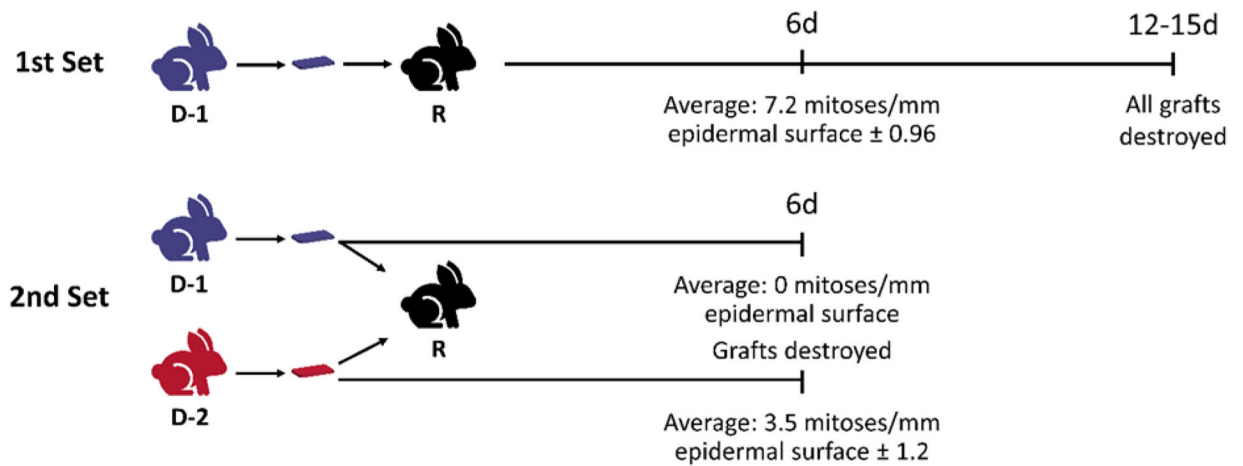 1st Set
D-1
R
6d
12-15d
Average: 7.2 mitoses/mm
epidermal surface ± 0.96
All grafts
destroyed
2nd Set
D-1
D-2
R
6d
Average: 0 mitoses/mm
epidermal surface
Grafts destroyed
Average: 3.5 mitoses/mm
epidermal surface ± 1.2